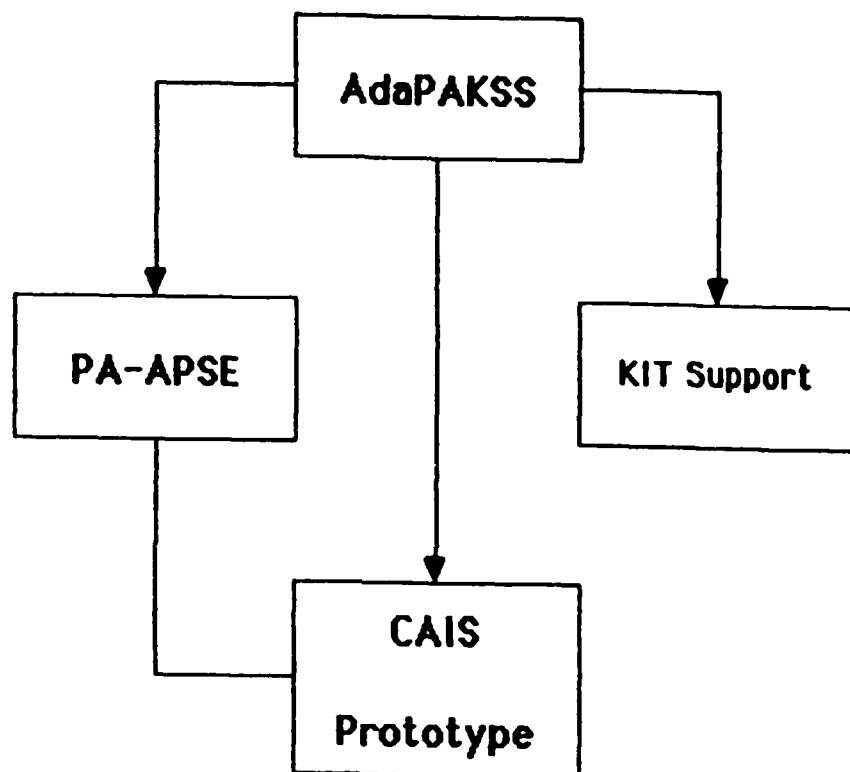 AdaPAKSS
PA-APSE
KIT Support
CAIS
Prototype